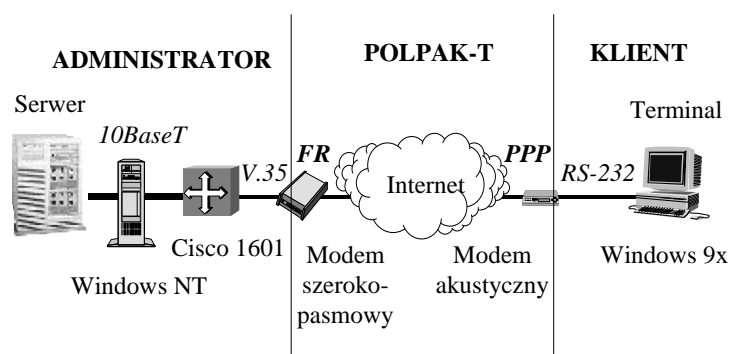 ADMINISTRATOR
POLPAK-T
KLIENT
Serwer
10BaseT
V.35
FR
Internet
PPP
RS-232
Terminal
Cisco 1601
Windows NT
Modem
szeroko-
pasmowy
Modem
akustyczny
Windows 9x